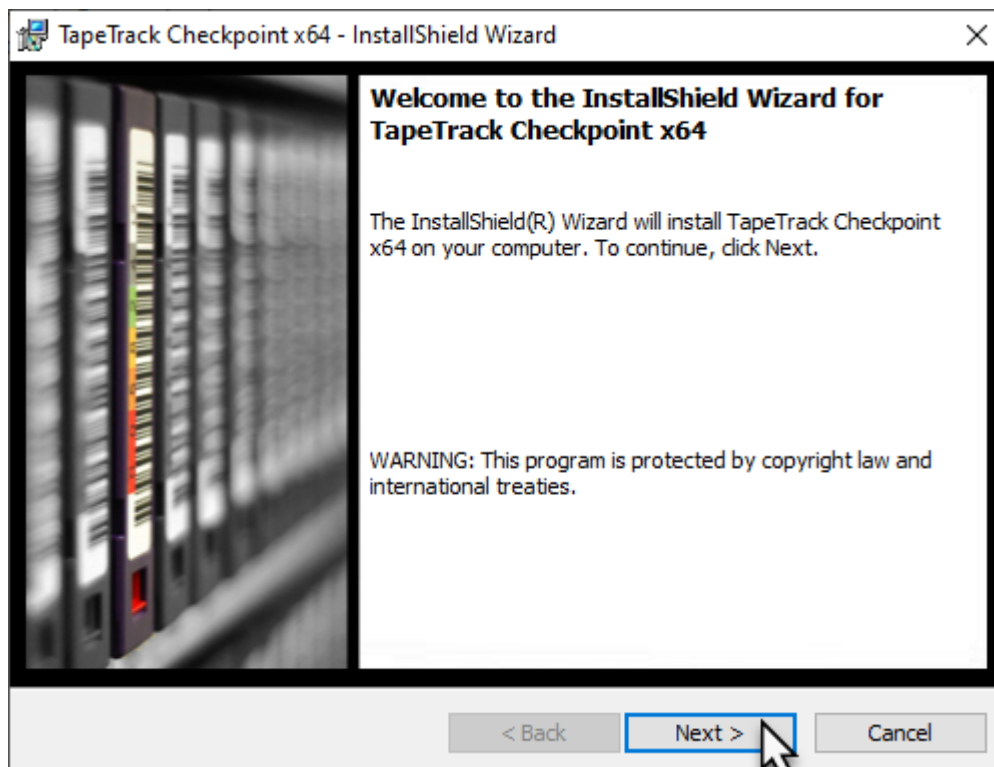 TapeTrack Checkpoint x64 - InstallShield Wizard
Welcome to the InstallShield Wizard for
TapeTrack Checkpoint x64
The InstallShield(R) Wizard will install TapeTrack Checkpoint
x64 on your computer. To continue, click Next.
WARNING: This program is protected by copyright law and
international treaties.
< Back
Next >
Cancel